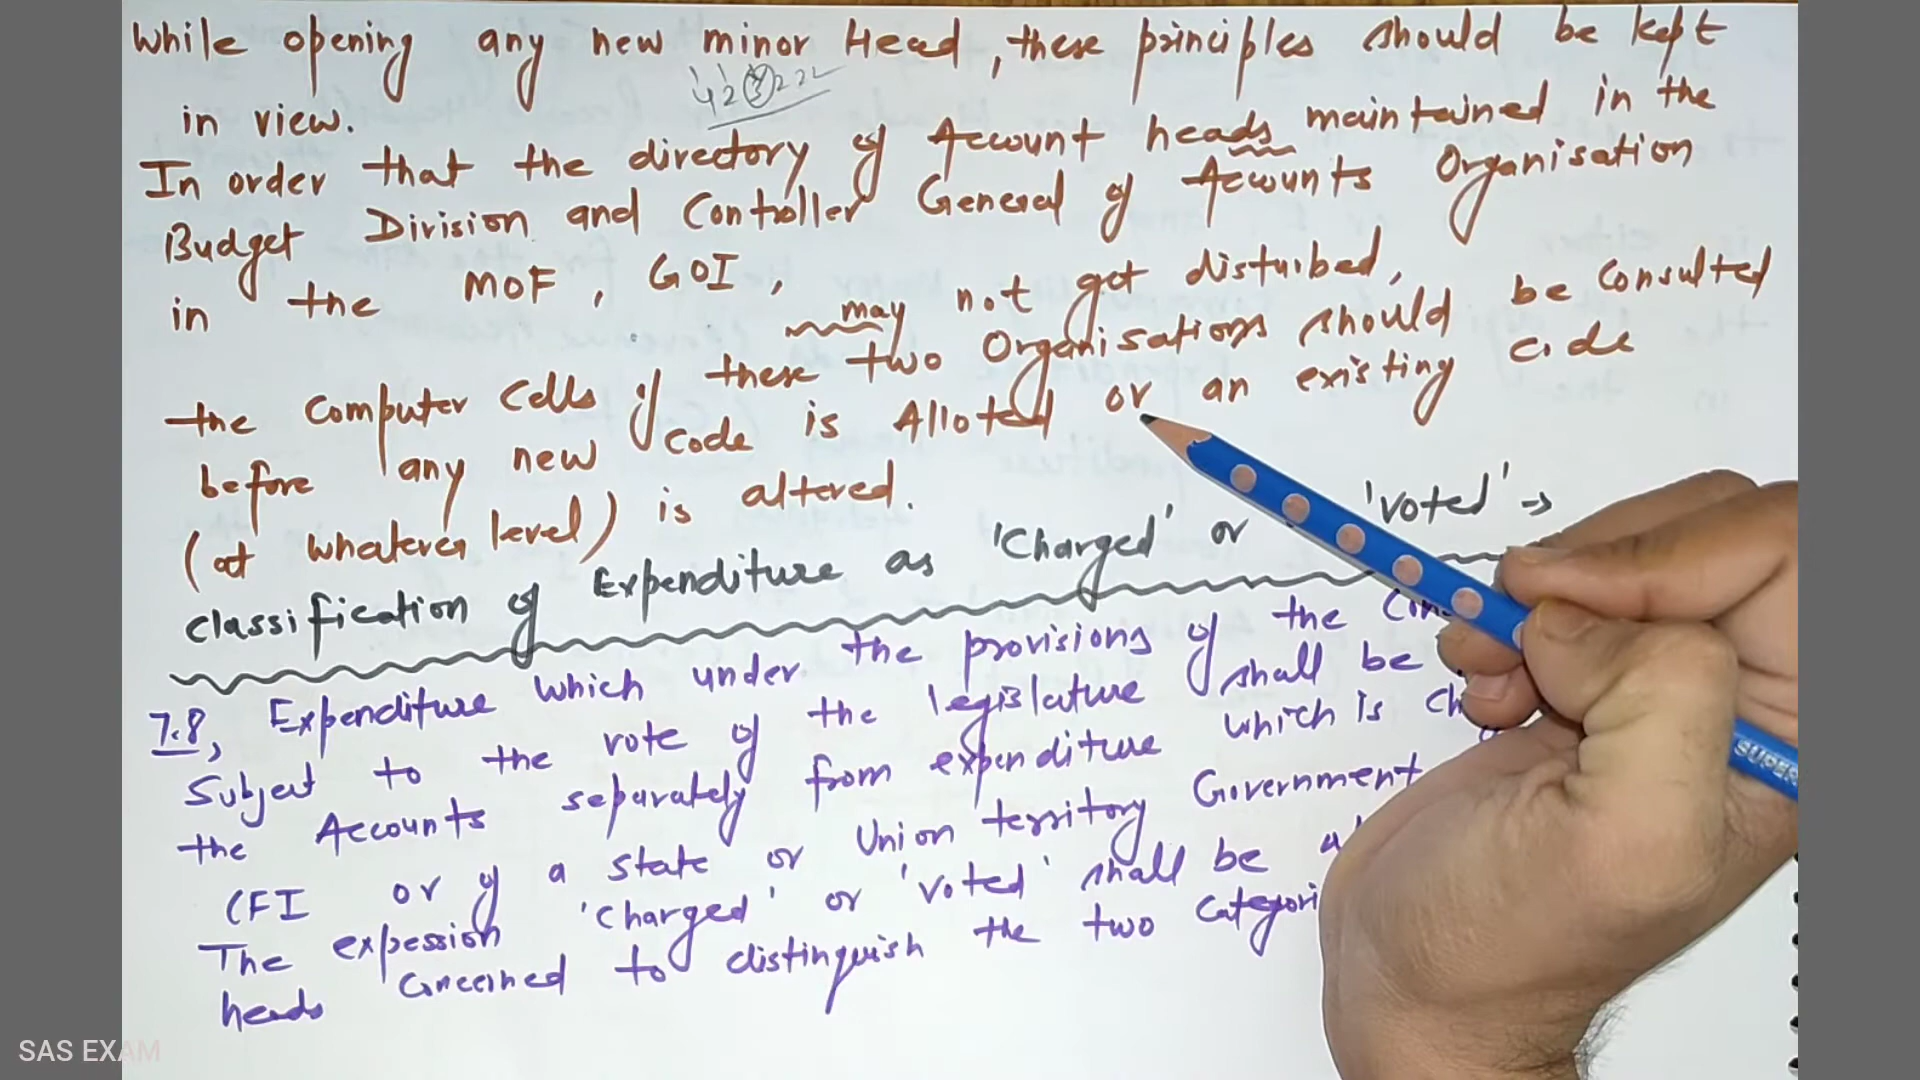 While opening any new minor Head, these principles should be kept
in view.
In order that the directory of Account heads maintained in the
Budget Division and Controller General of Accounts Organisation
in the MOF, GOI, may not get disturbed,
the Computer Cells of these two Organisations should be consulted
before any new code is Alloted or an existing code
(at whatever level) is altered.
classification of Expenditure as 'Charged' or 'voted' →
7.8, Expenditure which under the provisions of the
Subject to the vote of the legislature shall be
the Accounts separately from expenditure which is
CFI or of a state or Union territory Government
The expession 'Charged' or 'voted' shall be
heads Concerned to distinguish the two
SUPER
SAS EXAM